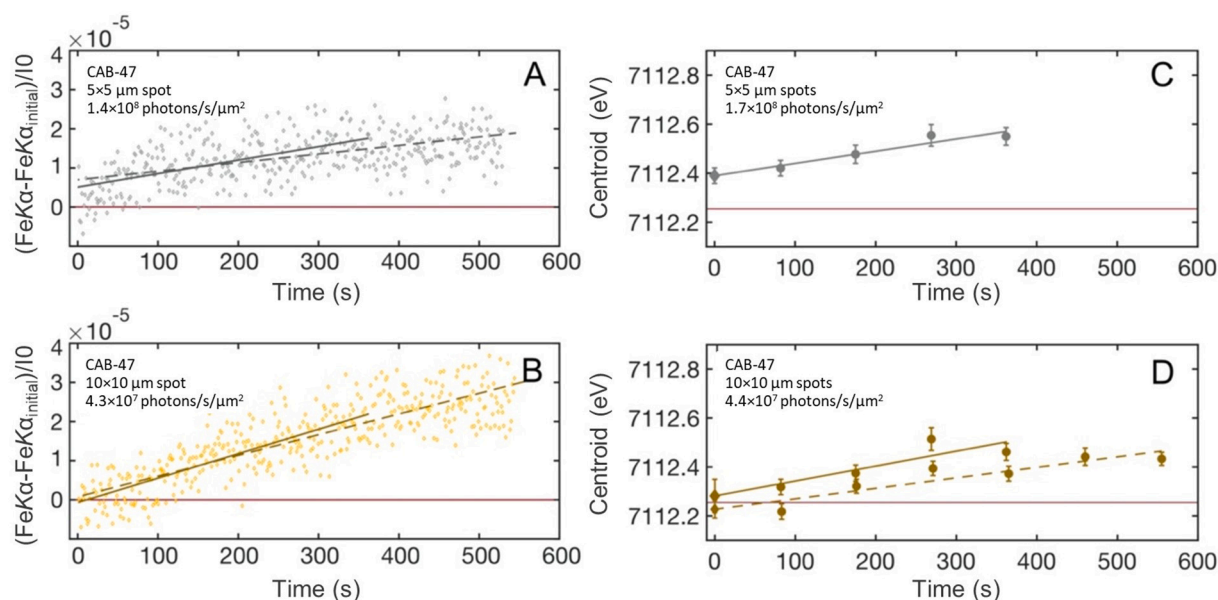 ×10⁻⁵
4
3
2
1
0
(FeKα-FeKα_initial)/I0
CAB-47
5×5 µm spot
1.4×10⁸ photons/s/µm²
A
0 100 200 300 400 500 600
Time (s)
7112.8
7112.6
7112.4
7112.2
Centroid (eV)
CAB-47
5×5 µm spots
1.7×10⁸ photons/s/µm²
C
0 100 200 300 400 500 600
Time (s)
×10⁻⁵
4
3
2
1
0
(FeKα-FeKα_initial)/I0
CAB-47
10×10 µm spot
4.3×10⁷ photons/s/µm²
B
0 100 200 300 400 500 600
Time (s)
7112.8
7112.6
7112.4
7112.2
Centroid (eV)
CAB-47
10×10 µm spots
4.4×10⁷ photons/s/µm²
D
0 100 200 300 400 500 600
Time (s)